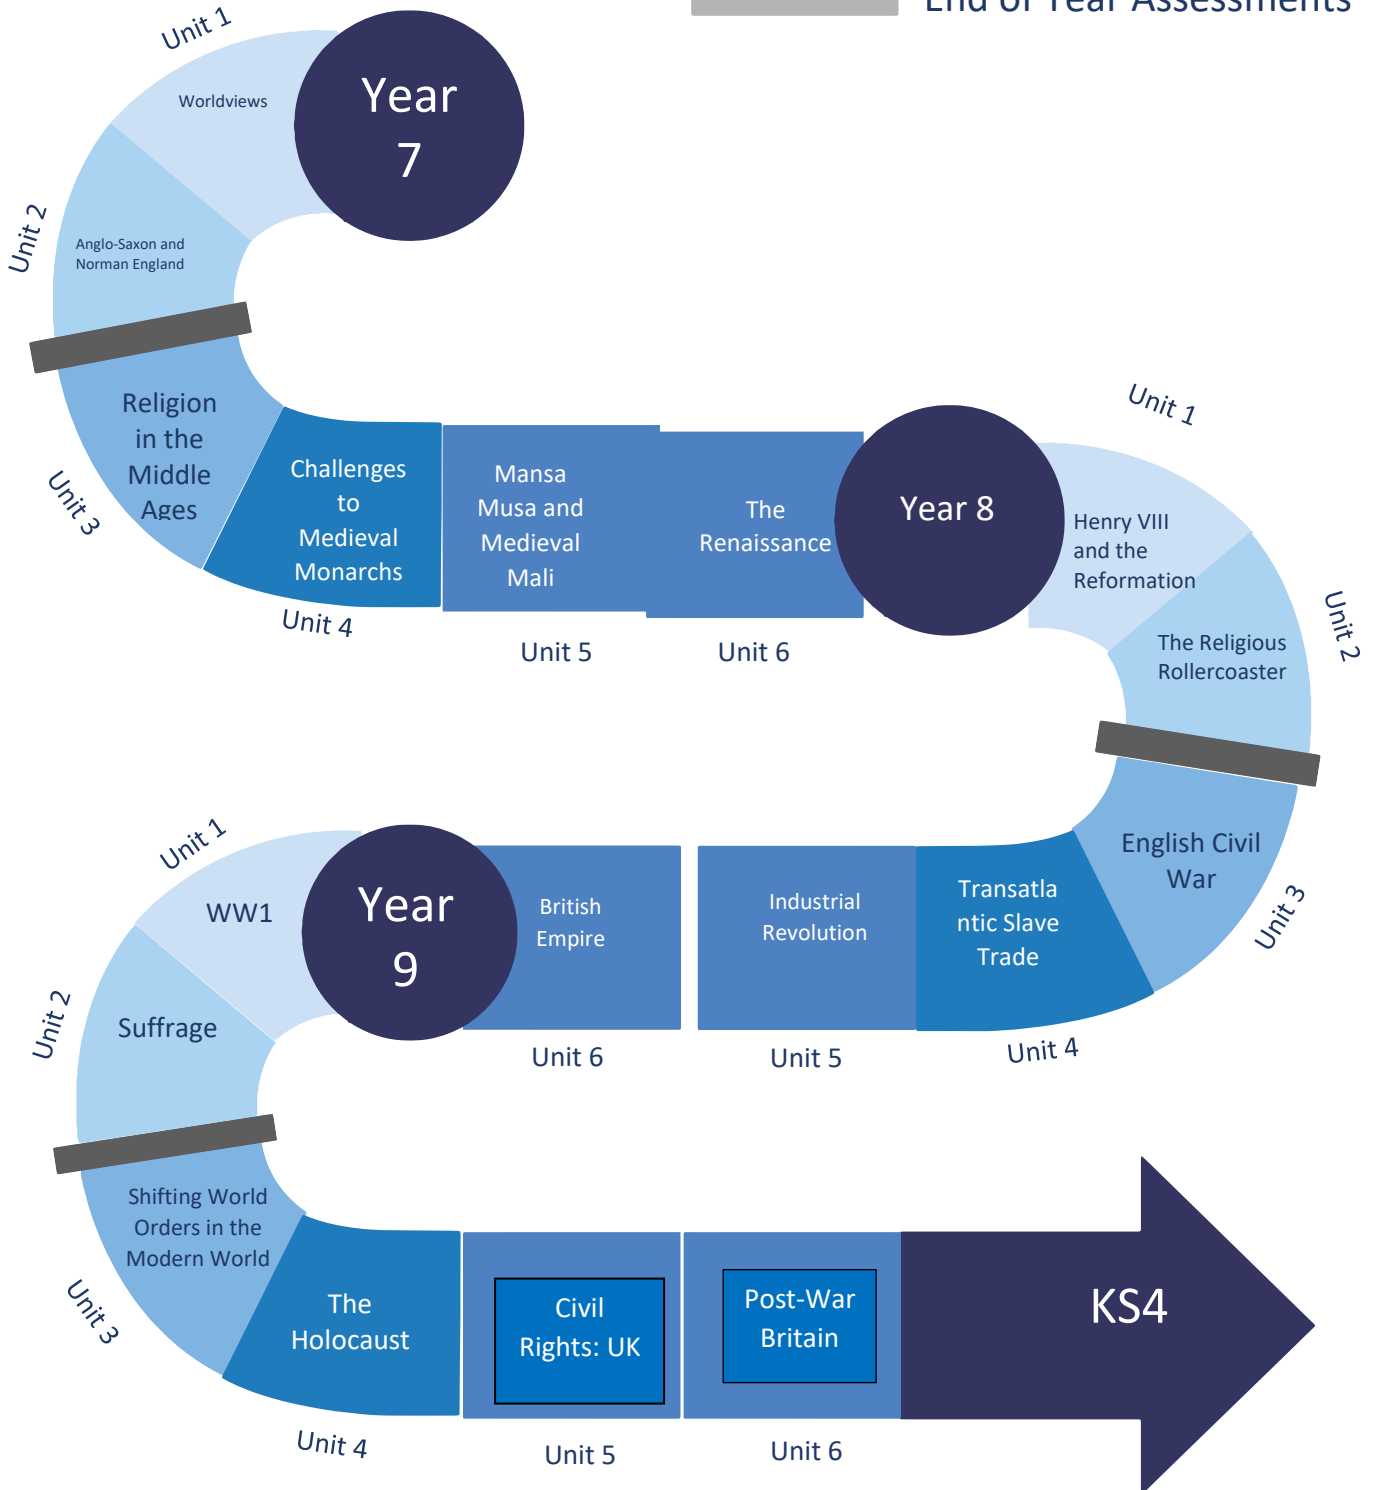 End of Year Assessments
Unit 1
Worldviews
Year
7
Unit 2
Anglo-Saxon and
Norman England
Religion
in the
Middle
Ages
Unit 3
Challenges
to
Medieval
Monarchs
Unit 4
Mansa
Musa and
Medieval
Mali
Unit 5
The
Renaissance
Unit 6
Year 8
Unit 1
Henry VIII
and the
Reformation
Unit 2
The Religious
Rollercoaster
English Civil
War
Unit 3
Transatla
ntic Slave
Trade
Unit 4
Industrial
Revolution
Unit 5
British
Empire
Unit 6
Year
9
Unit 1
WW1
Unit 2
Suffrage
Shifting World
Orders in the
Modern World
Unit 3
The
Holocaust
Unit 4
Civil
Rights: UK
Unit 5
Post-War
Britain
Unit 6
KS4